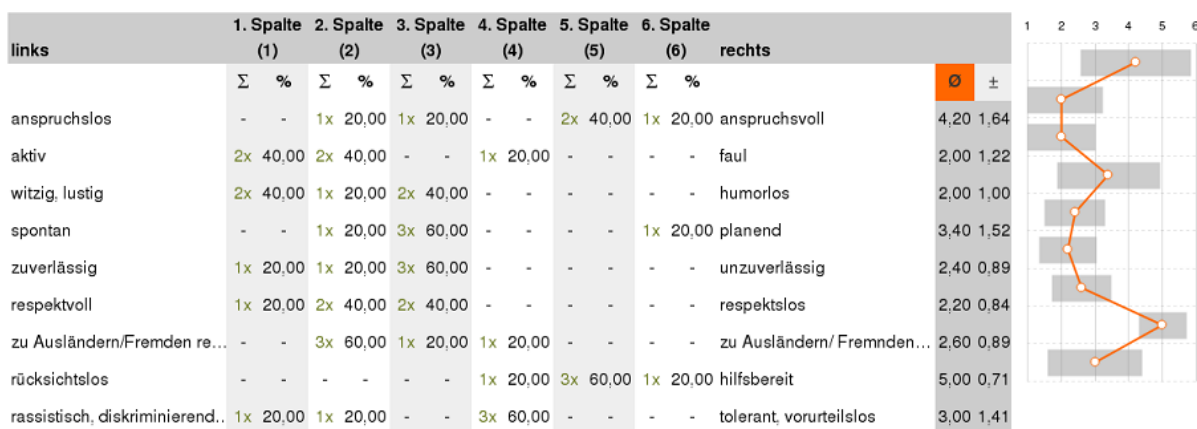 1. Spalte 2. Spalte 3. Spalte 4. Spalte 5. Spalte 6. Spalte
links (1) (2) (3) (4) (5) (6) rechts
1 2 3 4 5 6
Σ % Σ % Σ % Σ % Σ % Σ % Ø ±
anspruchslos - - 1x 20,00 1x 20,00 - - 2x 40,00 1x 20,00 anspruchsvoll 4,20 1,64
aktiv 2x 40,00 2x 40,00 - - 1x 20,00 - - - - faul 2,00 1,22
witzig, lustig 2x 40,00 1x 20,00 2x 40,00 - - - - - - humorlos 2,00 1,00
spontan - - 1x 20,00 3x 60,00 - - - - 1x 20,00 planend 3,40 1,52
zuverlässig 1x 20,00 1x 20,00 3x 60,00 - - - - - - unzuverlässig 2,40 0,89
respektvoll 1x 20,00 2x 40,00 2x 40,00 - - - - - - respektslos 2,20 0,84
zu Ausländern/Fremden re... - - 3x 60,00 1x 20,00 1x 20,00 - - - - zu Ausländern/ Fremnden... 2,60 0,89
rücksichtslos - - - - - - 1x 20,00 3x 60,00 1x 20,00 hilfsbereit 5,00 0,71
rassistisch, diskriminierend.. 1x 20,00 1x 20,00 - - 3x 60,00 - - - - tolerant, vorurteilslos 3,00 1,41